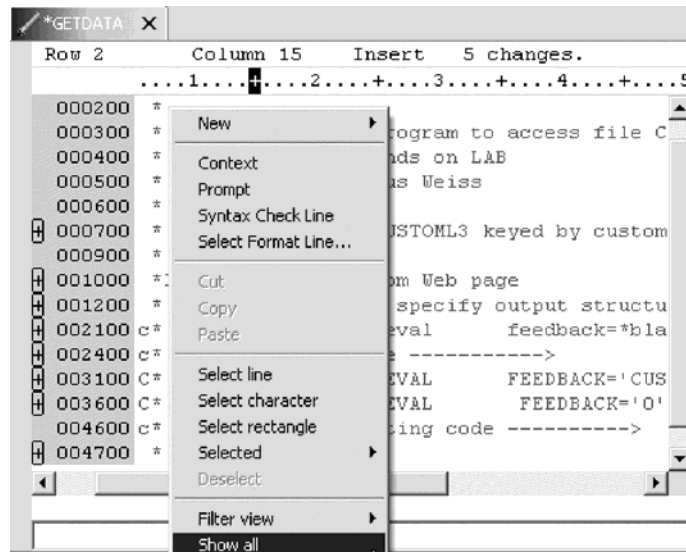 *GETDATA X
Row 2 Column 15 Insert 5 changes.
....1....+....2....+....3....+....4....+....5
000200 *
000300 * rogram to access file C
000400 * nds on LAB
000500 * us Weiss
000600 *
000700 * USTOML3 keyed by custom
000900 *
001000 * om Web page
001200 * specify output structu
002100 c* eval feedback=*bla
002400 c* e ----------->
003100 C* EVAL FEEDBACK='CUS
003600 C* EVAL FEEDBACK='0'
004600 c* ting code ---------->
004700 *
New
Context
Prompt
Syntax Check Line
Select Format Line...
Cut
Copy
Paste
Select line
Select character
Select rectangle
Selected
Deselect
Filter view
Show all